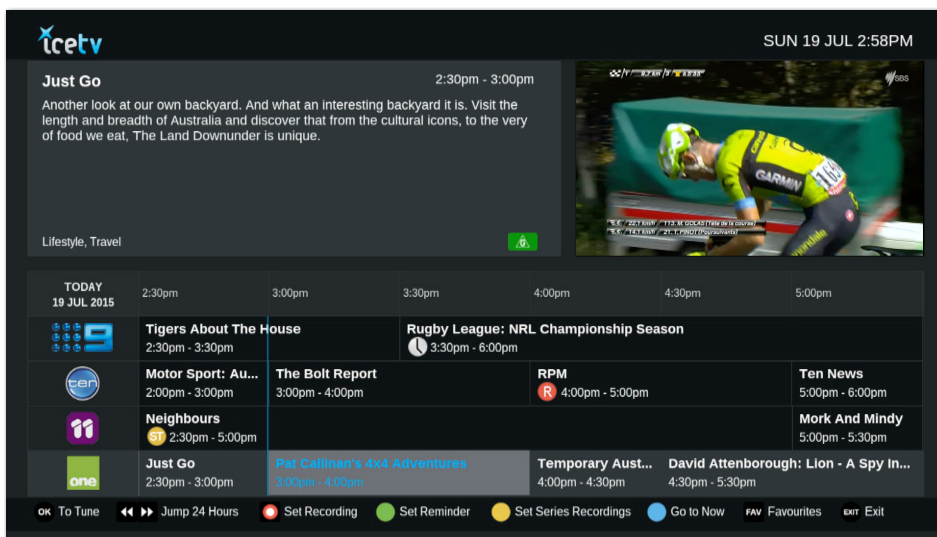 icetv
SUN 19 JUL 2:58PM
Just Go
2:30pm - 3:00pm
Another look at our own backyard. And what an interesting backyard it is. Visit the
length and breadth of Australia and discover that from the cultural icons, to the very
of food we eat, The Land Downunder is unique.
Lifestyle, Travel
G
SBS
GARMIN
cannondale
TODAY
19 JUL 2015
2:30pm
3:00pm
3:30pm
4:00pm
4:30pm
5:00pm
9
Tigers About The House
2:30pm - 3:30pm
Rugby League: NRL Championship Season
3:30pm - 6:00pm
ten
Motor Sport: Au...
2:00pm - 3:00pm
The Bolt Report
3:00pm - 4:00pm
RPM
R 4:00pm - 5:00pm
Ten News
5:00pm - 6:00pm
11
Neighbours
ST 2:30pm - 5:00pm
Mork And Mindy
5:00pm - 5:30pm
one
Just Go
2:30pm - 3:00pm
Pat Callinan's 4x4 Adventures
3:00pm - 4:00pm
Temporary Aust...
4:00pm - 4:30pm
David Attenborough: Lion - A Spy In...
4:30pm - 5:30pm
OK To Tune
Jump 24 Hours
Set Recording
Set Reminder
Set Series Recordings
Go to Now
FAV Favourites
EXIT Exit